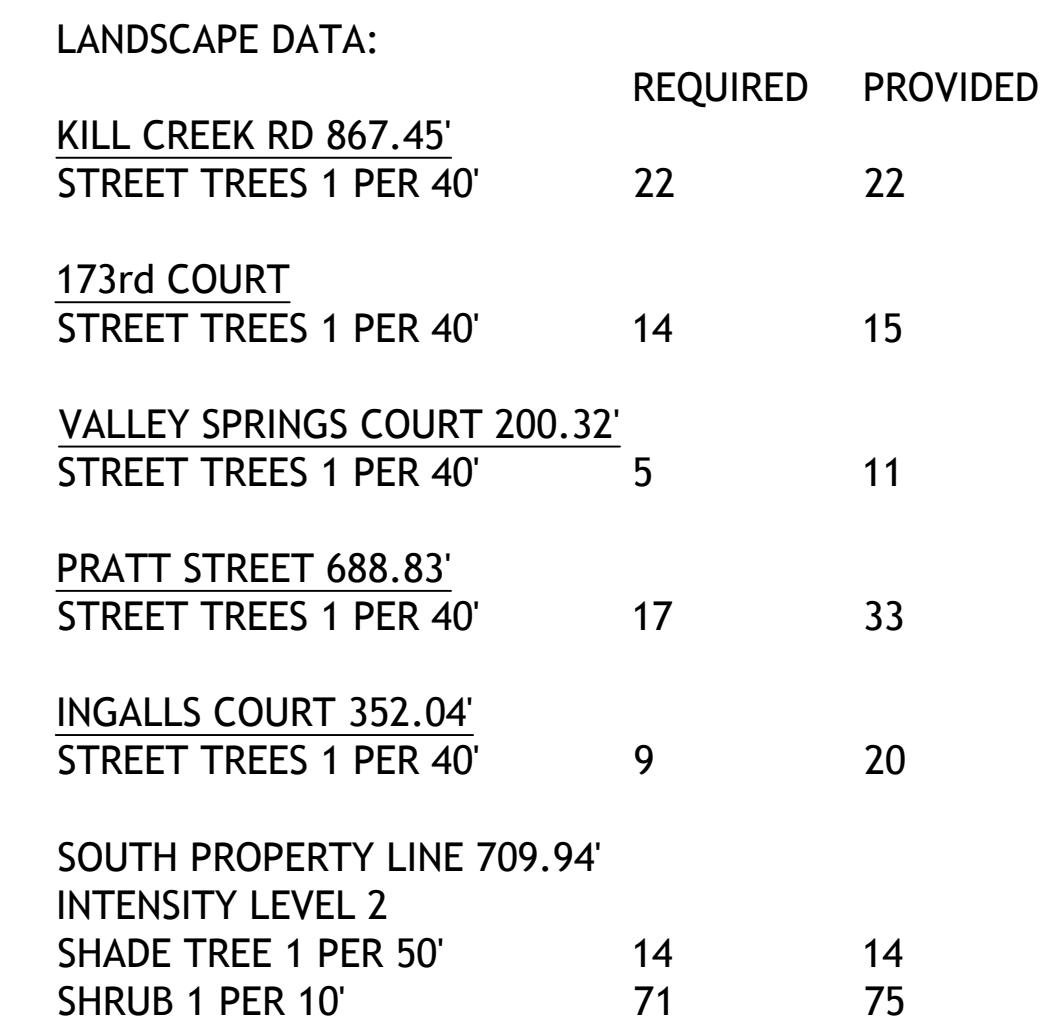 LANDSCAPE DATA:
REQUIRED PROVIDED
KILL CREEK RD 867.45'
STREET TREES 1 PER 40' 22 22
173rd COURT
STREET TREES 1 PER 40' 14 15
VALLEY SPRINGS COURT 200.32'
STREET TREES 1 PER 40' 5 11
PRATT STREET 688.83'
STREET TREES 1 PER 40' 17 33
INGALLS COURT 352.04'
STREET TREES 1 PER 40' 9 20
SOUTH PROPERTY LINE 709.94'
INTENSITY LEVEL 2
SHADE TREE 1 PER 50' 14 14
SHRUB 1 PER 10' 71 75